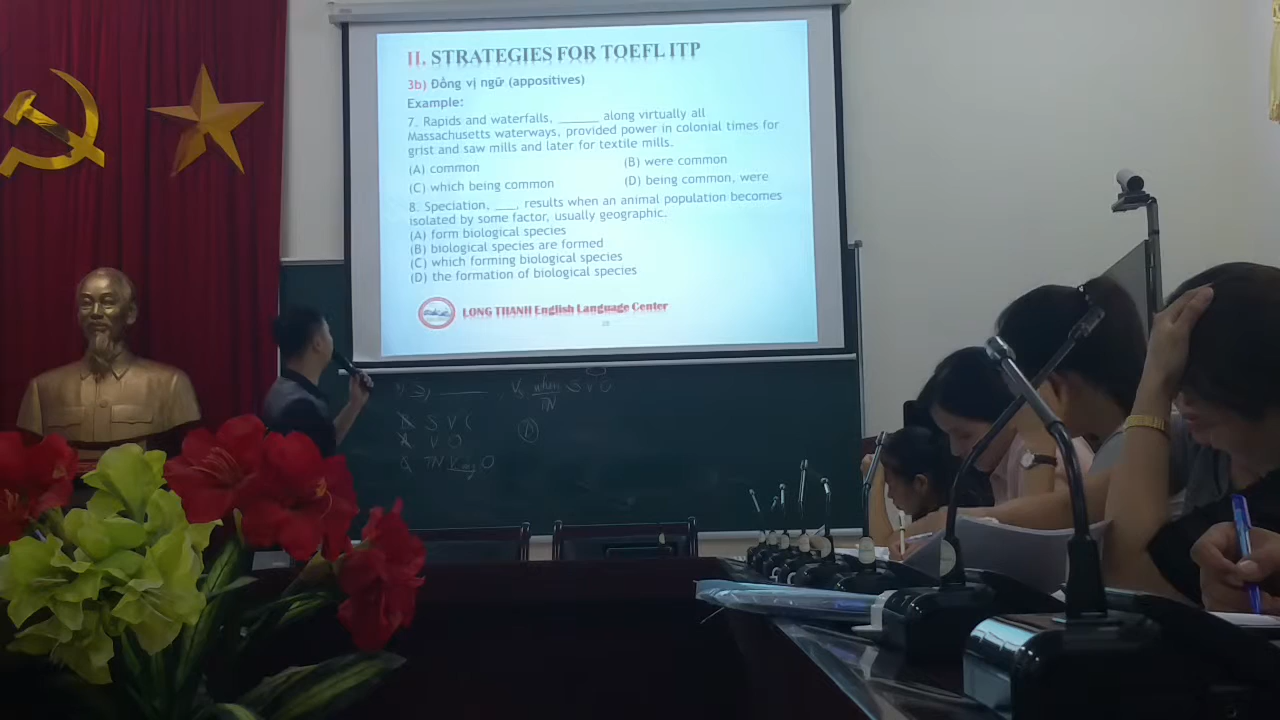 II. STRATEGIES FOR TOEFL ITP
3b) Đồng vị ngữ (appositives)
Example:
7. Rapids and waterfalls, ______ along virtually all
Massachusetts waterways, provided power in colonial times for
grist and saw mills and later for textile mills.
(A) common
(B) were common
(C) which being common
(D) being common, were
8. Speciation, ___, results when an animal population becomes
isolated by some factor, usually geographic.
(A) form biological species
(B) biological species are formed
(C) which forming biological species
(D) the formation of biological species
LONG THANH English Language Center
S V
V O
TN Ving O